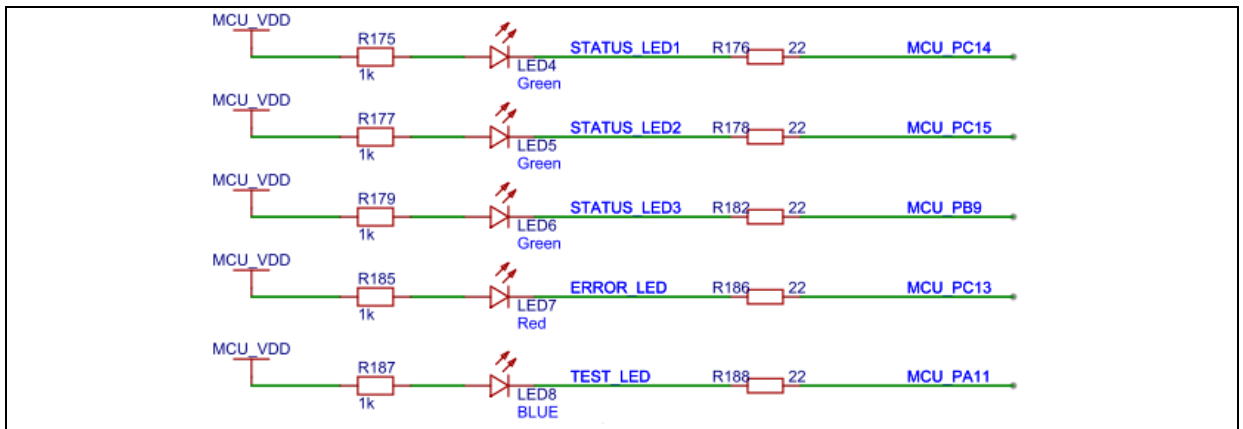 MCU_VDD
R175
1k
LED4
Green
STATUS_LED1
R176
22
MCU_PC14
MCU_VDD
R177
1k
LED5
Green
STATUS_LED2
R178
22
MCU_PC15
MCU_VDD
R179
1k
LED6
Green
STATUS_LED3
R182
22
MCU_PB9
MCU_VDD
R185
1k
LED7
Red
ERROR_LED
R186
22
MCU_PC13
MCU_VDD
R187
1k
LED8
BLUE
TEST_LED
R188
22
MCU_PA11